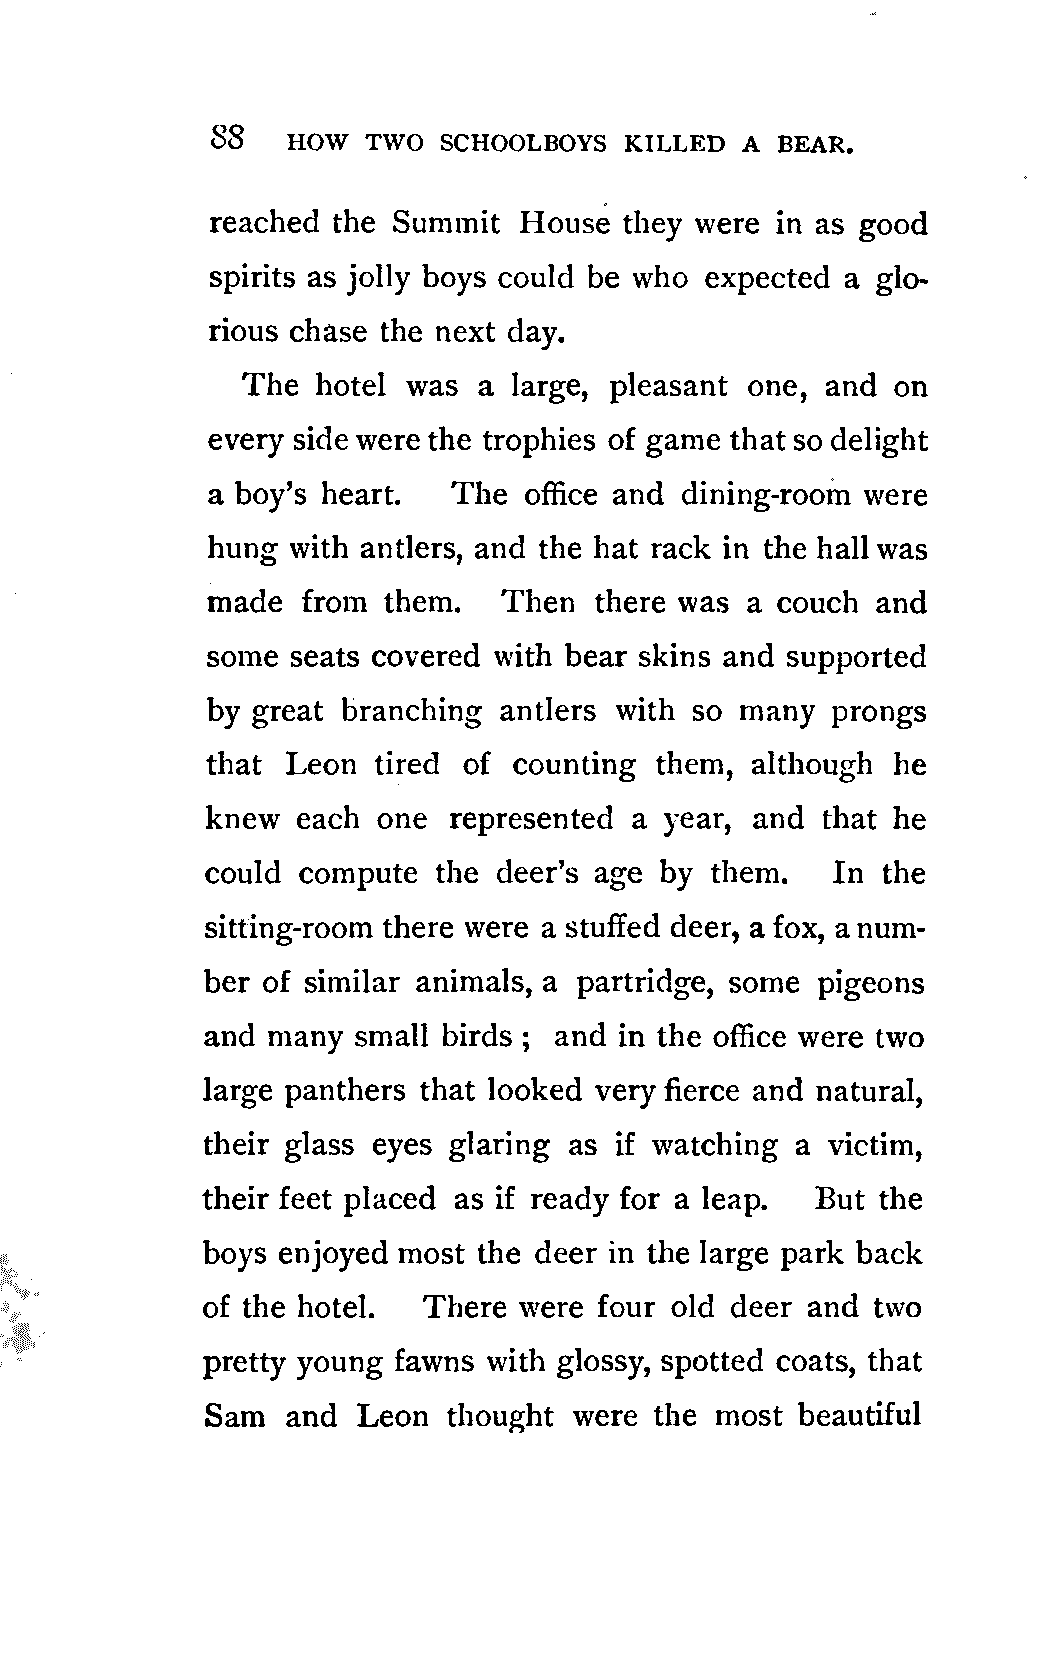 88 HOW TWO SCHOOLBOYS KILLED A BEAR.
reached the Summit House they were in as good
spirits as jolly boys could be who expected a glo-
rious chase the next day.
The hotel was a large, pleasant one, and on
every side were the trophies of game that so delight
a boy's heart. The office and dining-room were
hung with antlers, and the hat rack in the hall was
made from them. Then there was a couch and
some seats covered with bear skins and supported
by great branching antlers with so many prongs
that Leon tired of counting them, although he
knew each one represented a year, and that he
could compute the deer's age by them. In the
sitting-room there were a stuffed deer, a fox, a num-
ber of similar animals, a partridge, some pigeons
and many small birds ; and in the office were two
large panthers that looked very fierce and natural,
their glass eyes glaring as if watching a victim,
their feet placed as if ready for a leap. But the
boys enjoyed most the deer in the large park back
of the hotel. There were four old deer and two
pretty young fawns with glossy, spotted coats, that
Sam and Leon thought were the most beautiful